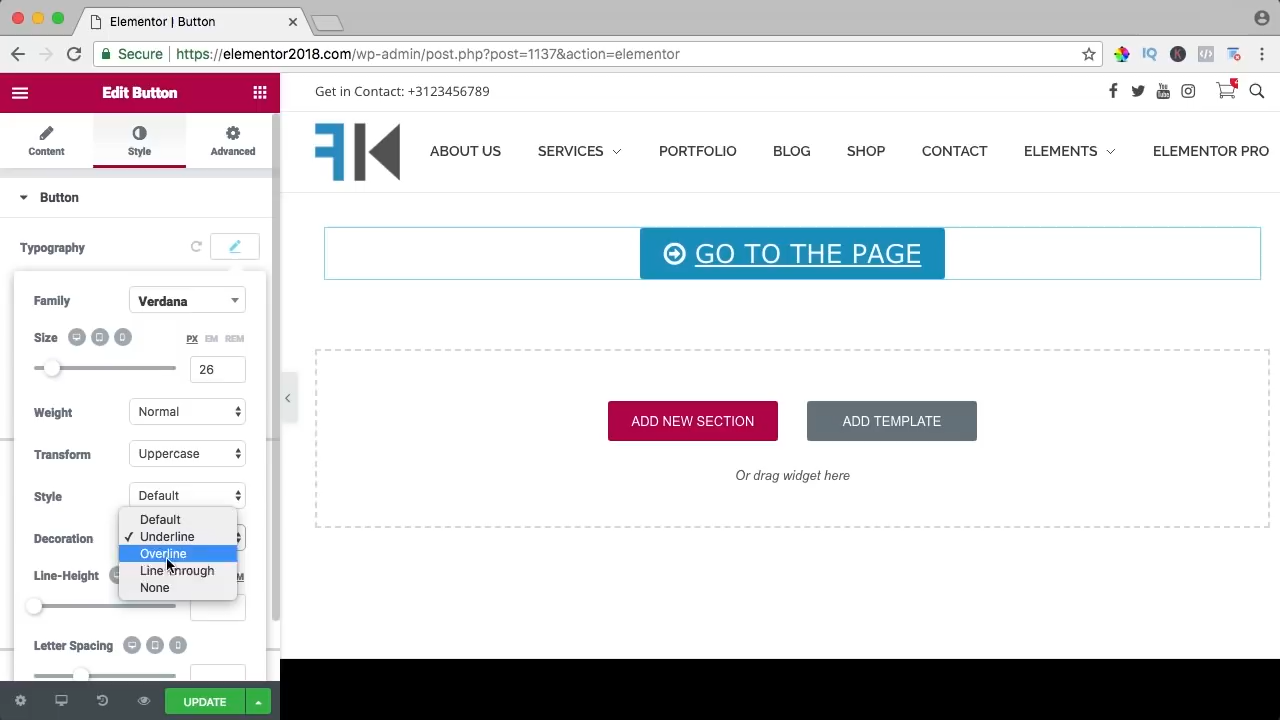 Elementor | Button
Secure
https://elementor2018.com/wp-admin/post.php?post=1137&action=elementor
Edit Button
Get in Contact: +3123456789
Content
Style
Advanced
FK
ABOUT US
SERVICES
PORTFOLIO
BLOG
SHOP
CONTACT
ELEMENTS
ELEMENTOR PRO
Button
Typography
GO TO THE PAGE
Family
Verdana
Size
PX EM REM
26
Weight
Normal
ADD NEW SECTION
ADD TEMPLATE
Transform
Uppercase
Or drag widget here
Style
Default
Decoration
Default
Underline
Overline
Line Through
None
Line-Height
Letter Spacing
UPDATE